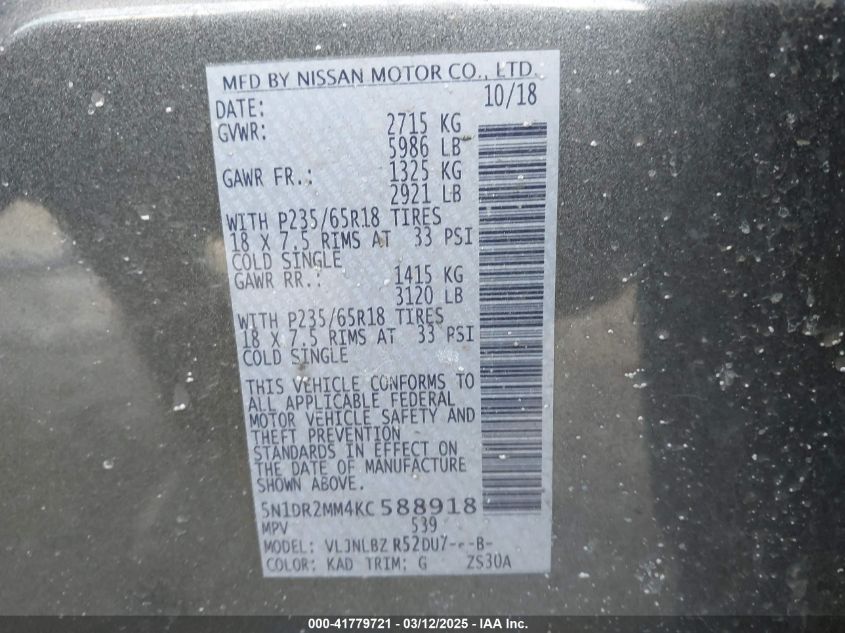 MFD BY NISSAN MOTOR CO., LTD.
DATE: 10/18
GVWR: 2715 KG
5986 LB
GAWR FR.: 1325 KG
2921 LB
WITH P235/65R18 TIRES
18 X 7.5 RIMS AT 33 PSI
COLD SINGLE
GAWR RR.: 1415 KG
3120 LB
WITH P235/65R18 TIRES
18 X 7.5 RIMS AT 33 PSI
COLD SINGLE
THIS VEHICLE CONFORMS TO
ALL APPLICABLE FEDERAL
MOTOR VEHICLE SAFETY AND
THEFT PREVENTION
STANDARDS IN EFFECT ON
THE DATE OF MANUFACTURE
SHOWN ABOVE.
5N1DR2MM4KC588918
MPV 539
MODEL:
COLOR: KAD TRIM: G ZS30A
000-41779721 - 03/12/2025 - IAA Inc.